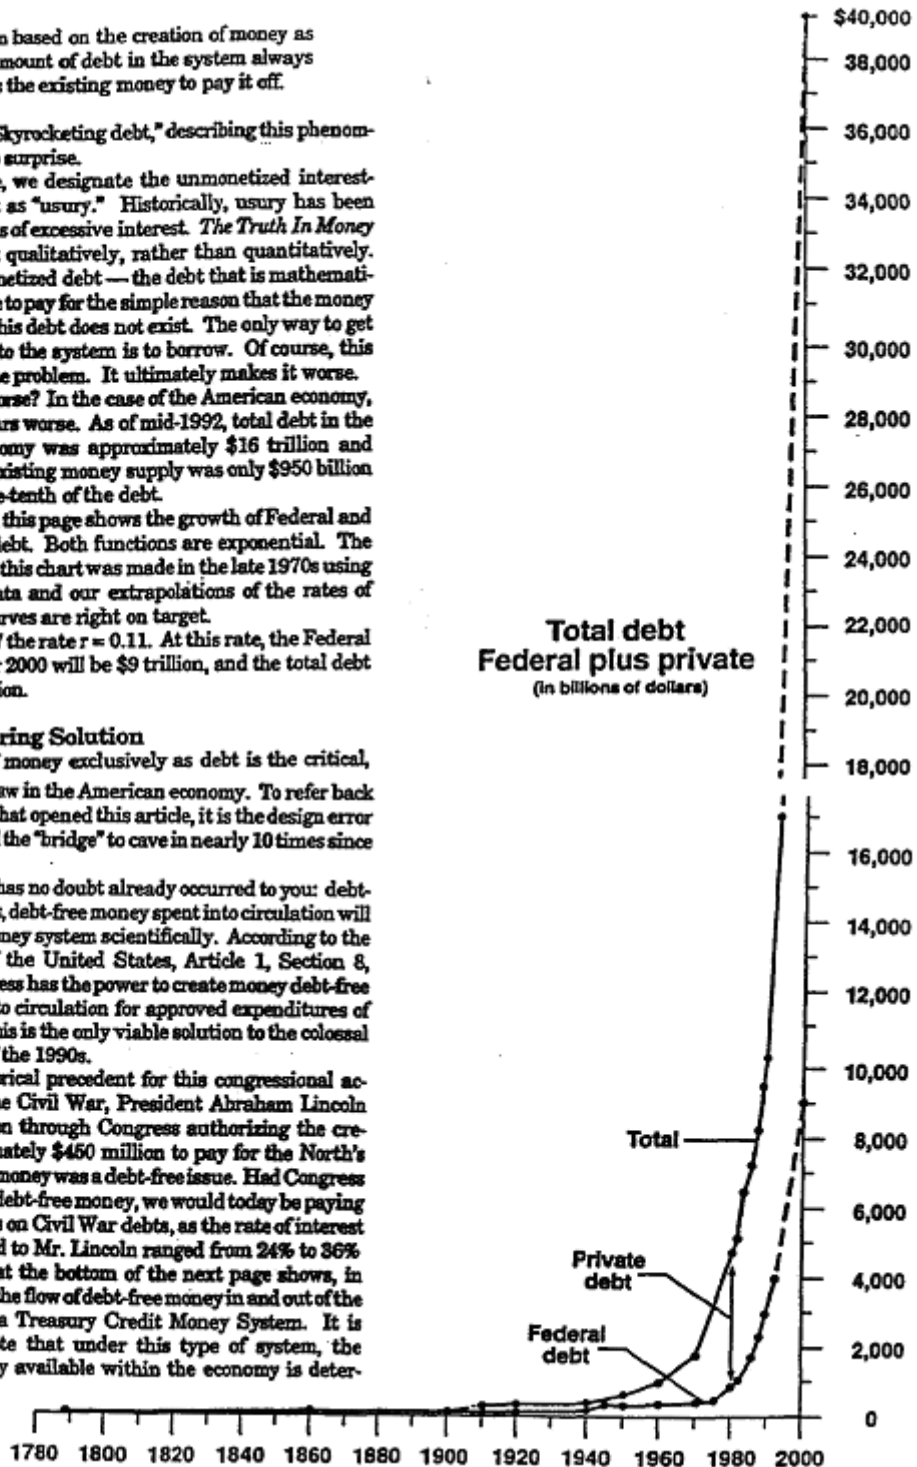 n based on the creation of money as
mount of debt in the system always
the existing money to pay it off.
Skyrocketing debt," describing this phenom-
surprise.
, we designate the unmonetized interest-
as "usury." Historically, usury has been
s of excessive interest. The Truth In Money
qualitatively, rather than quantitatively.
netized debt — the debt that is mathemati-
e to pay for the simple reason that the money
his debt does not exist. The only way to get
to the system is to borrow. Of course, this
e problem. It ultimately makes it worse.
orse? In the case of the American economy,
rs worse. As of mid-1992, total debt in the
omy was approximately $16 trillion and
xisting money supply was only $950 billion
e-tenth of the debt.
this page shows the growth of Federal and
ebt. Both functions are exponential. The
this chart was made in the late 1970s using
ata and our extrapolations of the rates of
rves are right on target.
the rate r = 0.11. At this rate, the Federal
2000 will be $9 trillion, and the total debt
ion.
ring Solution
money exclusively as debt is the critical,
aw in the American economy. To refer back
hat opened this article, it is the design error
the "bridge" to cave in nearly 10 times since
has no doubt already occurred to you: debt-
, debt-free money spent into circulation will
ney system scientifically. According to the
the United States, Article 1, Section 8,
ess has the power to create money debt-free
to circulation for approved expenditures of
his is the only viable solution to the colossal
the 1990s.
rical precedent for this congressional ac-
e Civil War, President Abraham Lincoln
n through Congress authorizing the cre-
nately $450 million to pay for the North's
money was a debt-free issue. Had Congress
debt-free money, we would today be paying
s on Civil War debts, as the rate of interest
d to Mr. Lincoln ranged from 24% to 36%
at the bottom of the next page shows, in
he flow of debt-free money in and out of the
a Treasury Credit Money System. It is
te that under this type of system, the
y available within the economy is deter-
Total debt
Federal plus private
(in billions of dollars)
Total
Private
debt
Federal
debt
$40,000
38,000
36,000
34,000
32,000
30,000
28,000
26,000
24,000
22,000
20,000
18,000
16,000
14,000
12,000
10,000
8,000
6,000
4,000
2,000
0
1780 1800 1820 1840 1860 1880 1900 1920 1940 1960 1980 2000